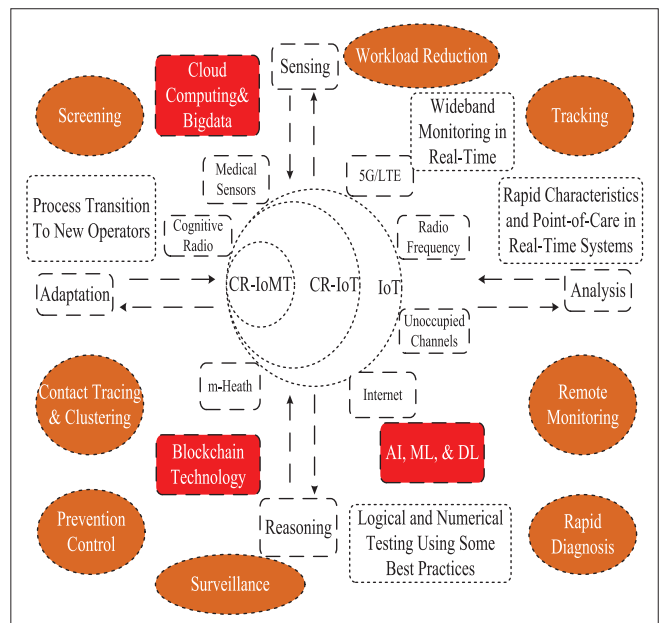 Workload Reduction
Cloud
Computing&
Bigdata
Sensing
Screening
Wideband
Monitoring in
Real-Time
Tracking
Medical
Sensors
5G/LTE
Process Transition
To New Operators
Cognitive
Radio
Radio
Frequency
Rapid Characteristics
and Point-of-Care in
Real-Time Systems
Adaptation
CR-IoMT
CR-IoT
IoT
Analysis
Unoccupied
Channels
Contact Tracing
& Clustering
m-Heath
Internet
Remote
Monitoring
Blockchain
Technology
AI, ML, & DL
Prevention
Control
Reasoning
Logical and Numerical
Testing Using Some
Best Practices
Rapid
Diagnosis
Surveillance